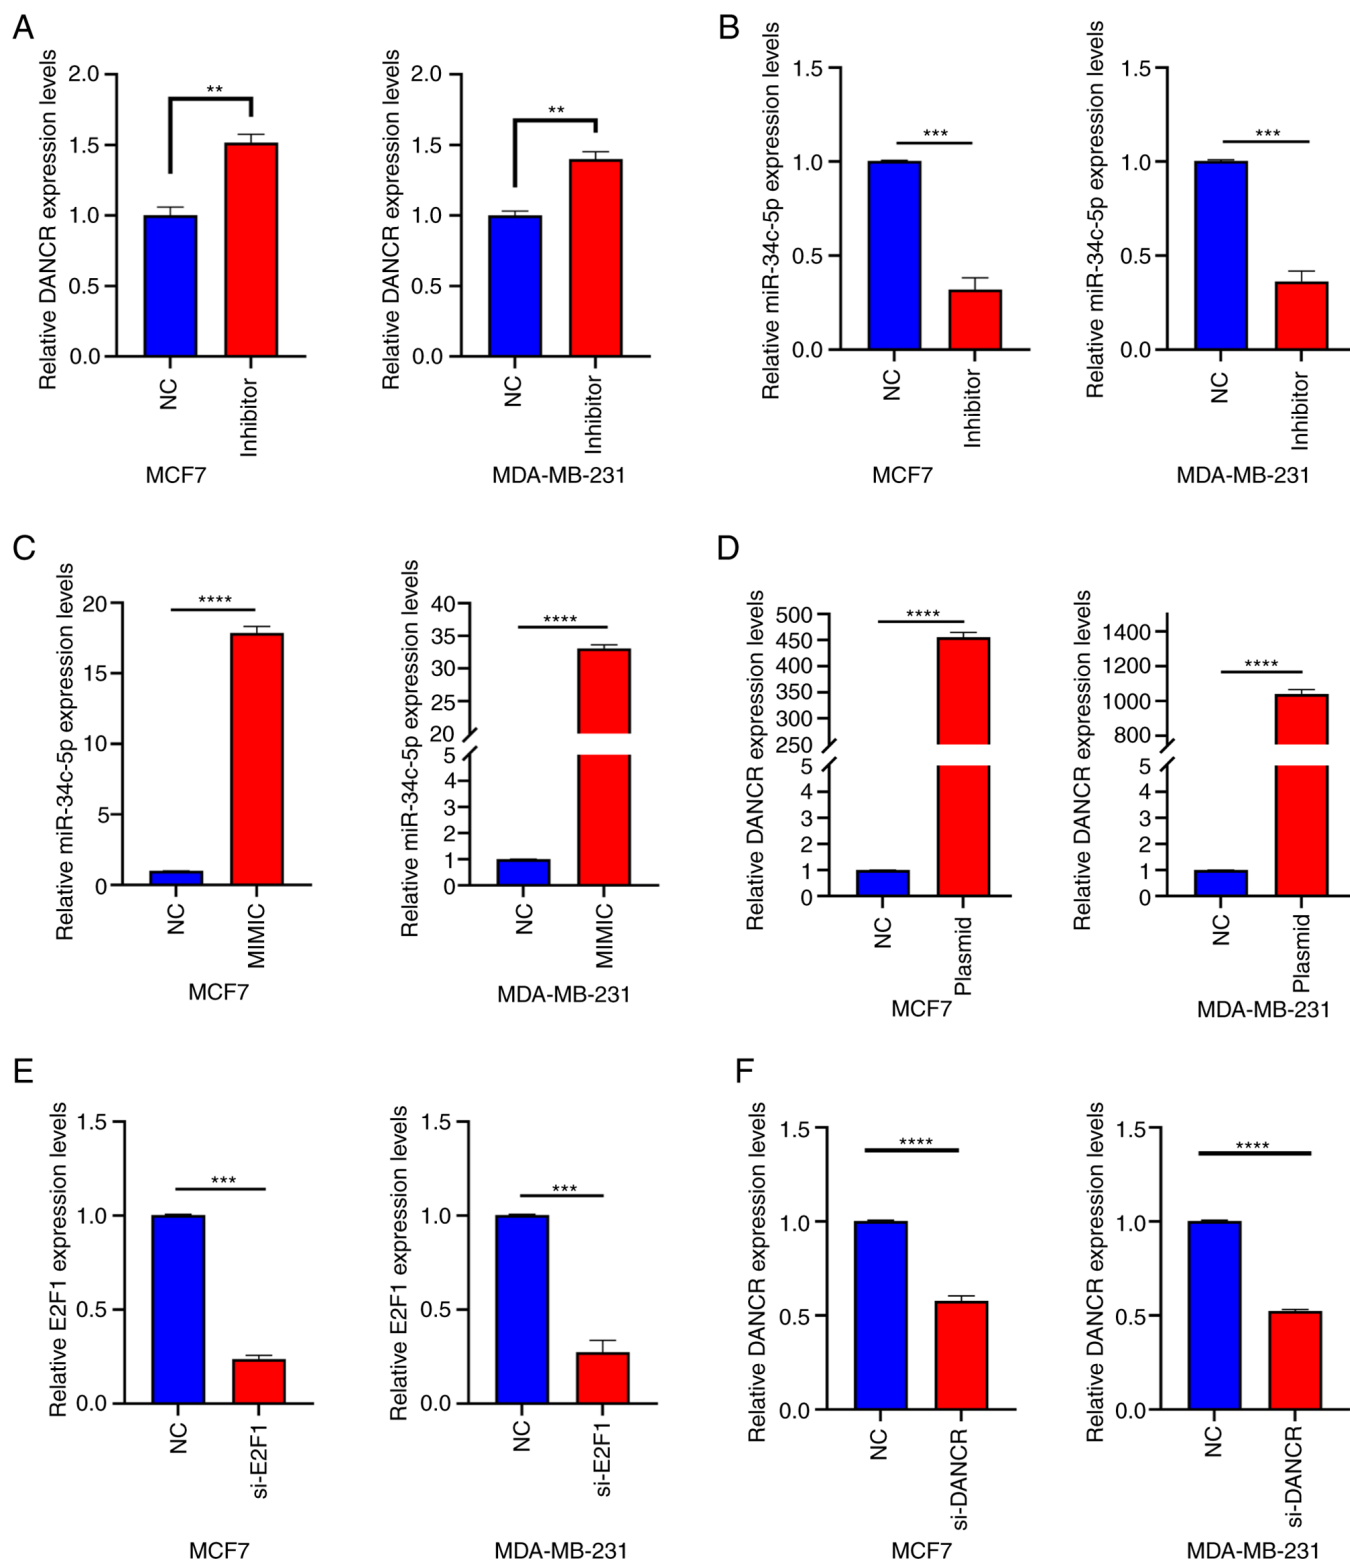 A
Relative DANCR expression levels
2.0
1.5
1.0
0.5
0.0
**
NC
Inhibitor
MCF7
Relative DANCR expression levels
2.0
1.5
1.0
0.5
0.0
**
NC
Inhibitor
MDA-MB-231
B
Relative miR-34c-5p expression levels
1.5
1.0
0.5
0.0
***
NC
Inhibitor
MCF7
Relative miR-34c-5p expression levels
1.5
1.0
0.5
0.0
***
NC
Inhibitor
MDA-MB-231
C
Relative miR-34c-5p expression levels
20
15
10
5
0
****
NC
MIMIC
MCF7
Relative miR-34c-5p expression levels
40
35
30
25
20
5
4
3
2
1
0
****
NC
MIMIC
MDA-MB-231
D
Relative DANCR expression levels
500
450
400
350
300
250
5
4
3
2
1
0
****
NC
Plasmid
MCF7
Relative DANCR expression levels
1400
1200
1000
800
5
4
3
2
1
0
****
NC
Plasmid
MDA-MB-231
E
Relative E2F1 expression levels
1.5
1.0
0.5
0.0
***
NC
si-E2F1
MCF7
Relative E2F1 expression levels
1.5
1.0
0.5
0.0
***
NC
si-E2F1
MDA-MB-231
F
Relative DANCR expression levels
1.5
1.0
0.5
0.0
****
NC
si-DANCR
MCF7
Relative DANCR expression levels
1.5
1.0
0.5
0.0
****
NC
si-DANCR
MDA-MB-231